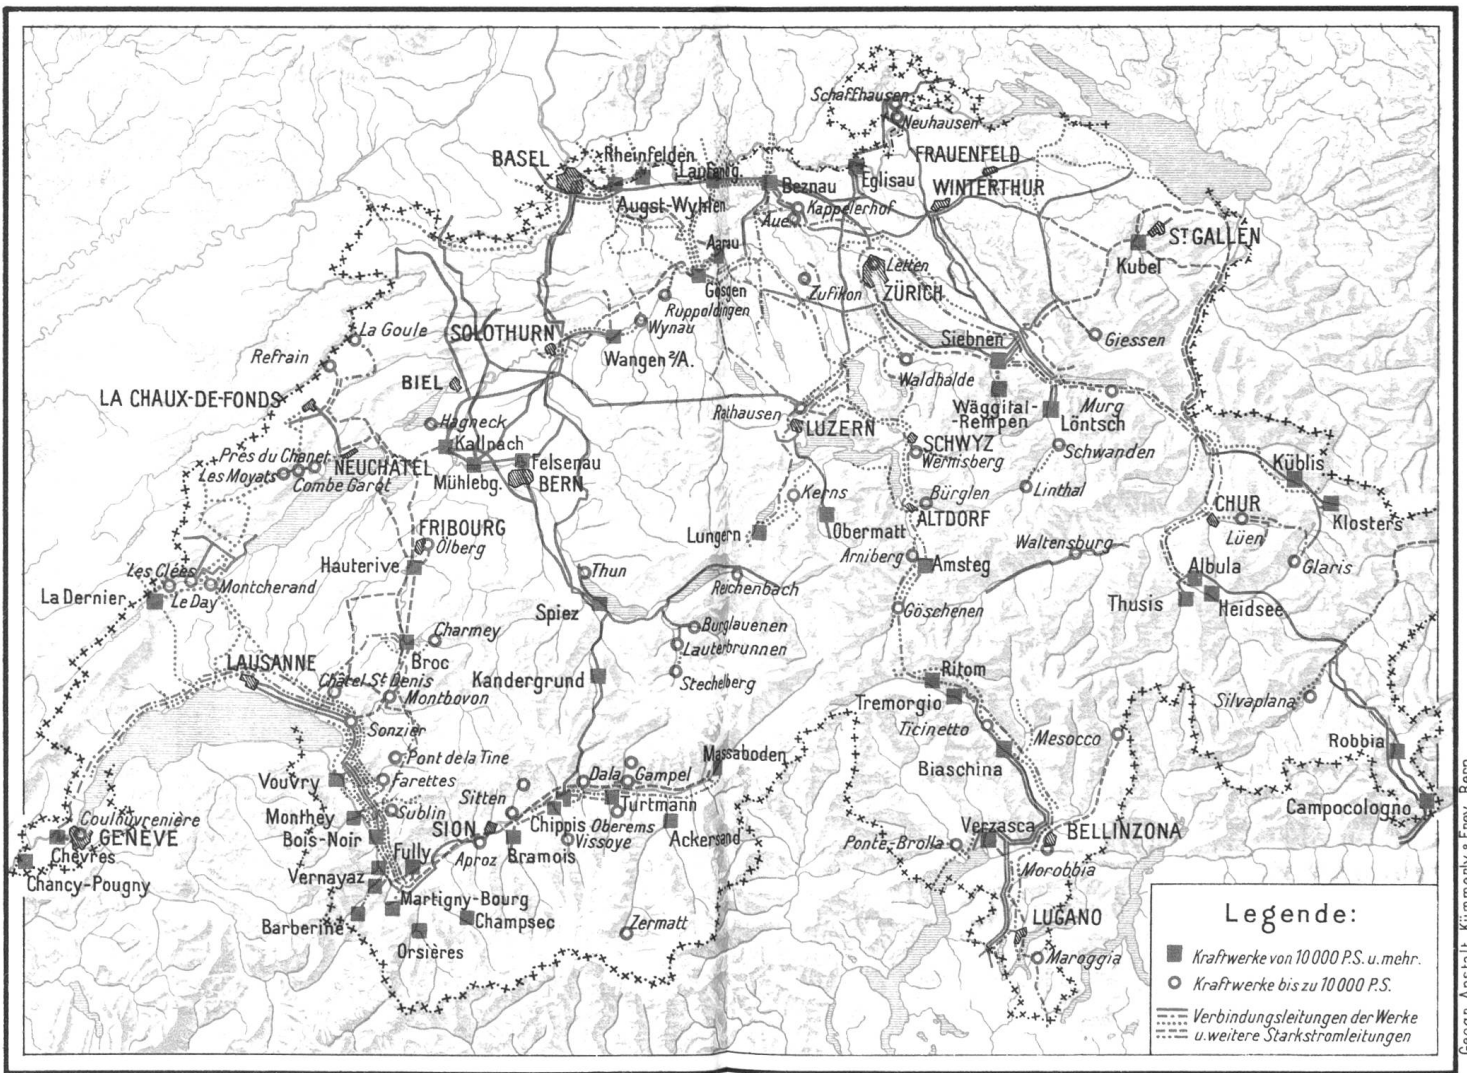 Schaffhausen
Neuhausen
BASEL
Rheinfelden
FRAUENFELD
Beznau
Eglisau
WINTERTHUR
Augst-Wyhlen
Kappelerhof
Aue
ST GALLEN
Aarau
Kubel
Letten
ZÜRICH
Gösgen
Zufikon
Ruppoldingen
La Goule
SOLOTHURN
Wynau
Siebnen
Giessen
Refrain
Wangen a/A.
Waldhalde
BIEL
LA CHAUX-DE-FONDS
Rathausen
Wäggital-
-Rempen
Murg
Löntsch
Hagneck
LUZERN
Kallnach
SCHWYZ
Wernisberg
Schwanden
Près du Chanet
NEUCHÂTEL
Felsenau
Küblis
Les Moyats
Combe Garot
Mühlebg.
BERN
Kerns
Bürglen
Linthal
Klosters
CHUR
FRIBOURG
Ölberg
Lungern
Obermatt
ALTDORF
Lüen
Waltensburg
Hauterive
Arniberg
Amsteg
Glaris
Les Clées
Thun
Albula
La Dernier
Le Day
Montcherand
Reichenbach
Göschenen
Thusis
Heidsee
Spiez
Burglauenen
Charmey
Lauterbrunnen
Broc
LAUSANNE
Kandergrund
Ritom
Châtel St Denis
Stechelberg
Montbovon
Tremorgio
Silvaplana
Sonzier
Ticinetto
Mesocco
Robbia
Pont de la Tine
Massaboden
Biaschina
Vouvry
Farettes
Dala
Gampel
Sitten
Turtmann
Campocologno
Monthey
Sublin
Coulouvrenière
GENÈVE
Bois-Noir
SION
Chippis
Oberems
Ackersand
Verzasca
BELLINZONA
Chèvres
Aproz
Bramois
Vissoye
Ponte-Brolla
Fully
Morobbia
Chancy-Pougny
Vernayaz
Martigny-Bourg
Champsec
Barberine
Orsières
Zermatt
LUGANO
Maroggia
Legende:
Kraftwerke von 10000 P.S. u. mehr.
Kraftwerke bis zu 10000 P.S.
Verbindungsleitungen der Werke
u. weitere Starkstromleitungen
Geogr. Anstalt Kümmerly & Frey, Bern